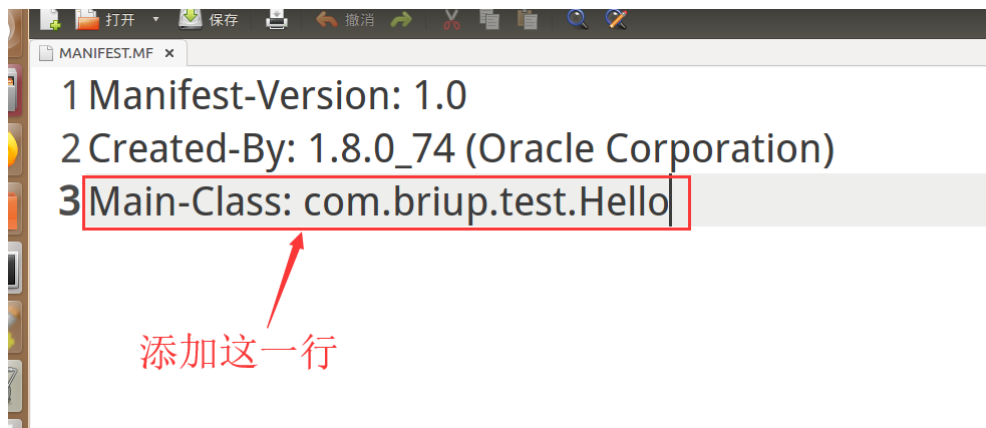 打开 保存 撤消
MANIFEST.MF ×
1 Manifest-Version: 1.0
2 Created-By: 1.8.0_74 (Oracle Corporation)
3 Main-Class: com.briup.test.Hello
添加这一行